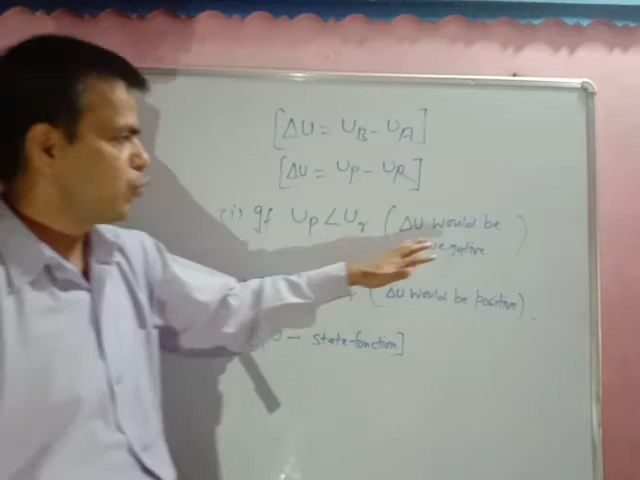 [ΔU = U_B - U_A]
[ΔU = U_P - U_R]
(i) If U_P < U_r (ΔU would be
negative)
(ΔU would be positive)
U - state function]